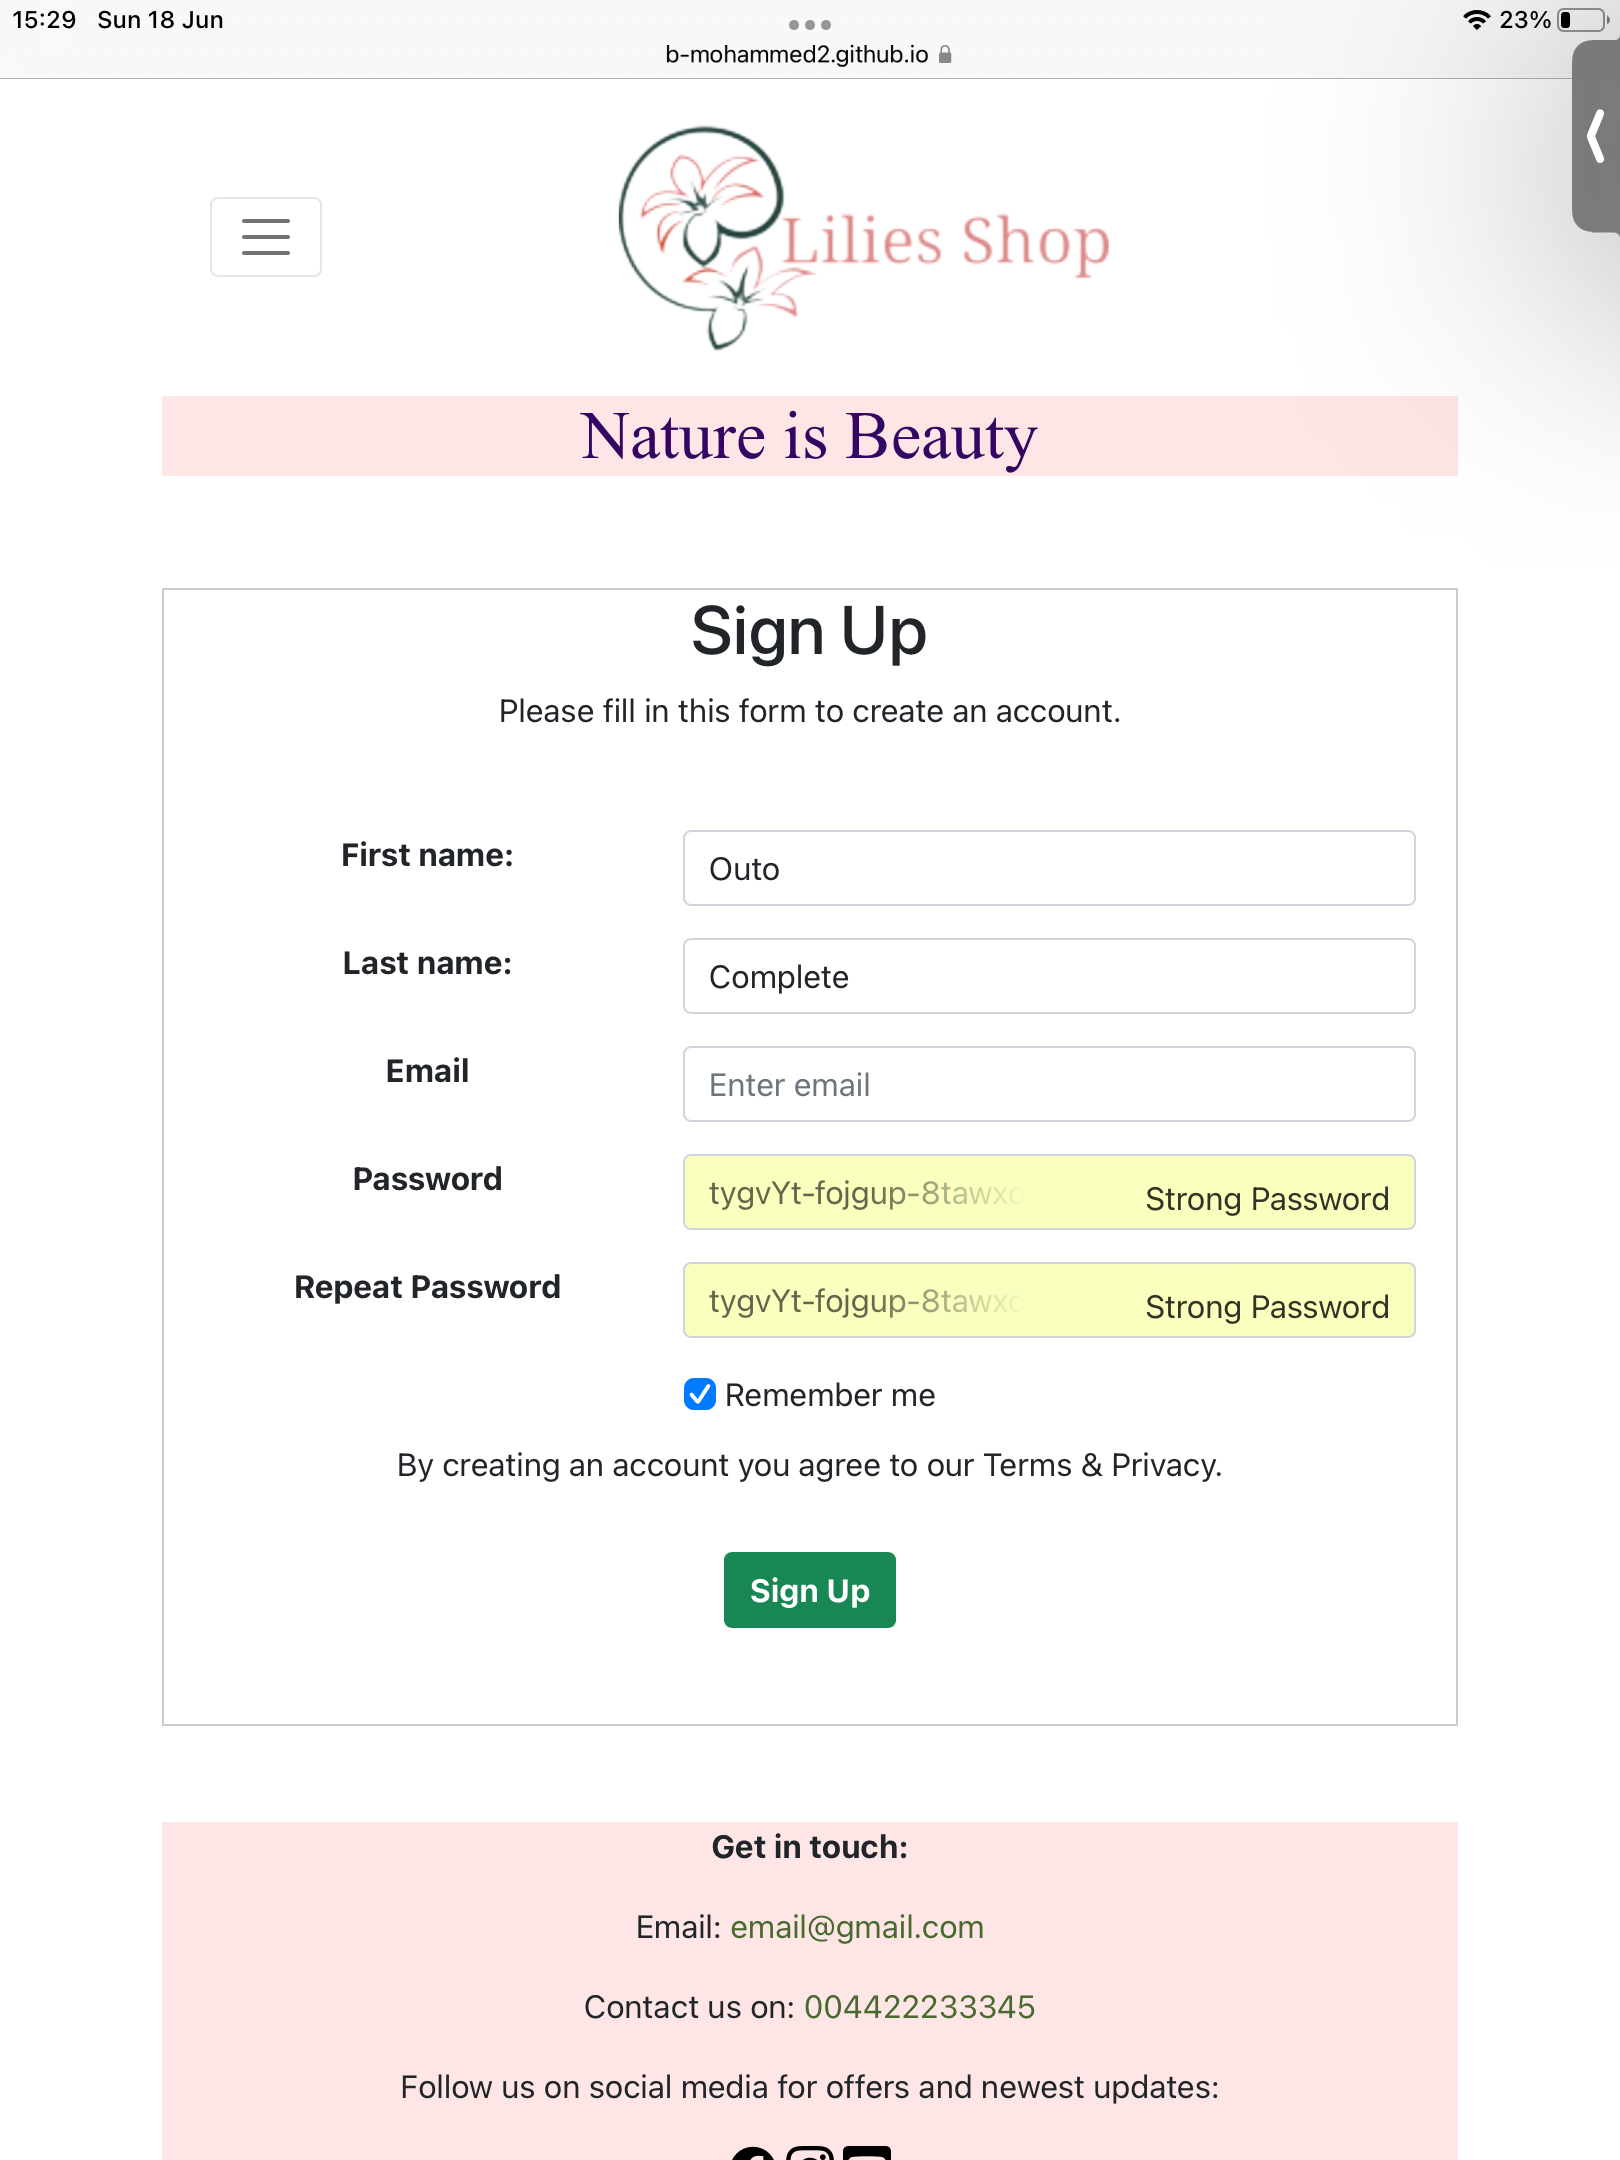 15:29 Sun 18 Jun
23%
b-mohammed2.github.io
Lilies Shop
Nature is Beauty
Sign Up
Please fill in this form to create an account.
First name:
Outo
Last name:
Complete
Email
Enter email
Password
tygvYt-fojgup-8tawxc Strong Password
Repeat Password
tygvYt-fojgup-8tawxc Strong Password
Remember me
By creating an account you agree to our Terms & Privacy.
Sign Up
Get in touch:
Email: email@gmail.com
Contact us on: 004422233345
Follow us on social media for offers and newest updates: